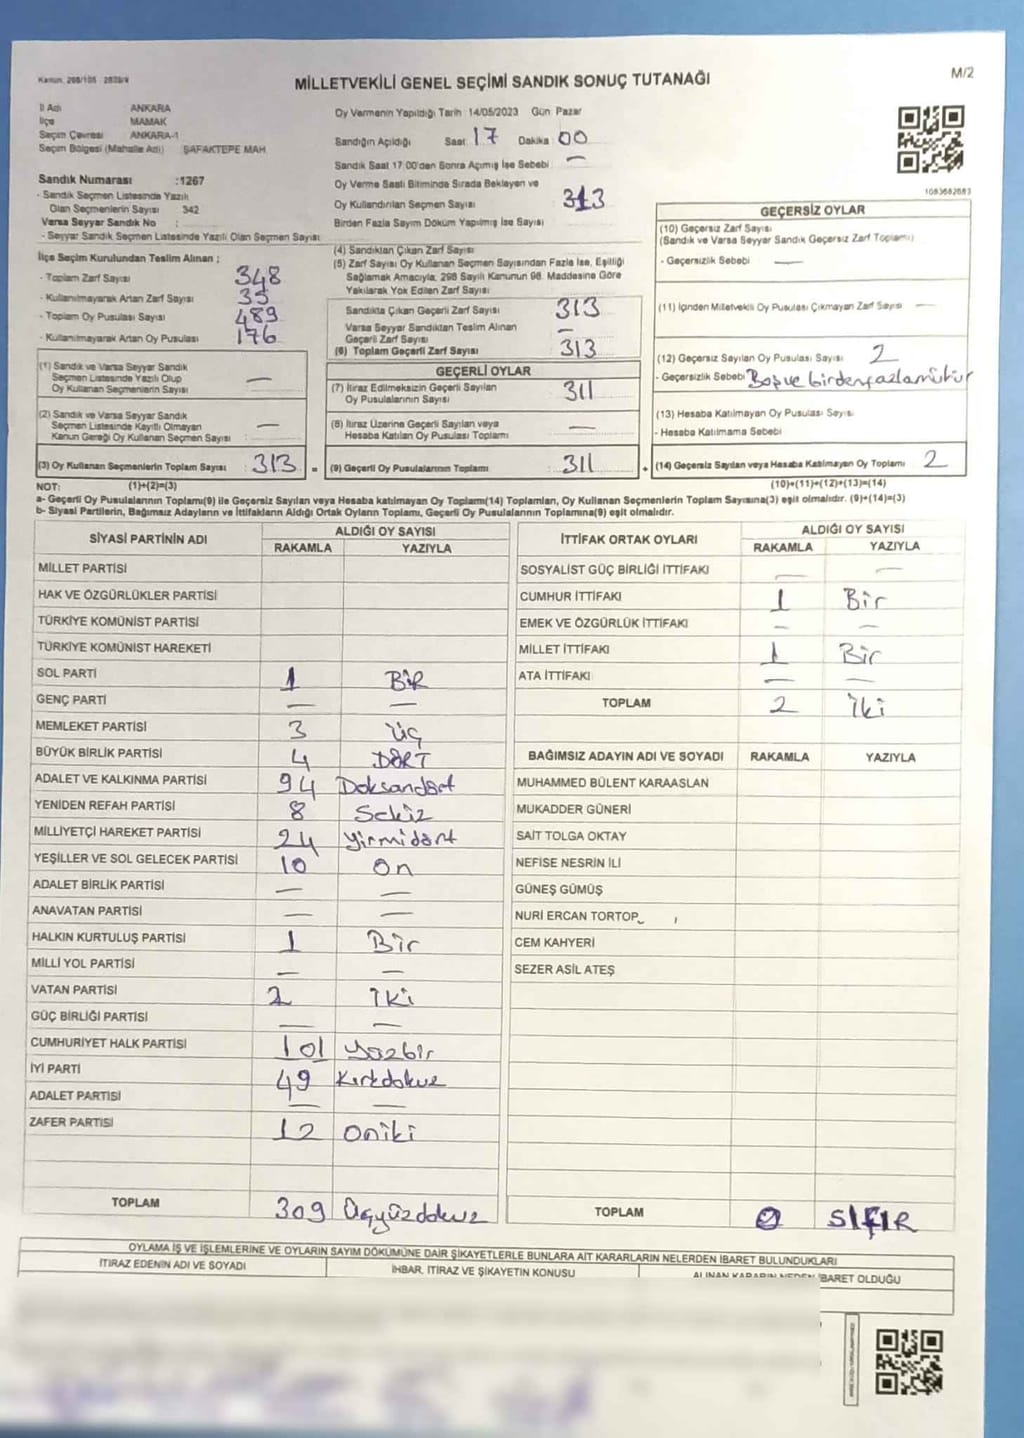 Kanun. 298/105 2839/9
MİLLETVEKİLİ GENEL SEÇİMİ SANDIK SONUÇ TUTANAĞI
M/2
İl Adı ANKARA
İlçe MAMAK
Seçim Çevresi ANKARA-1
Seçim Bölgesi (Mahalle Adı) ŞAFAKTEPE MAH.
Oy Vermenin Yapıldığı Tarih 14/05/2023 Gün Pazar
Sandığın Açıldığı Saat 17 Dakika 00
Sandık Saat 17:00'den Sonra Açımış İse Sebebi —
Sandık Numarası :1267
- Sandık Seçmen Listesinde Yazılı
Olan Seçmenlerin Sayısı : 342
Varsa Seyyar Sandık No :
- Seyyar Sandık Seçmen Listesinde Yazılı Olan Seçmen Sayısı:
Oy Verme Saati Bitiminde Sırada Bekleyen ve
Oy Kullandırılan Seçmen Sayısı 313
Birden Fazla Sayım Döküm Yapılmış İse Sayısı
1083682683
İlçe Seçim Kurulundan Teslim Alınan ;
- Toplam Zarf Sayısı 348
- Kullanılmayarak Artan Zarf Sayısı 35
- Toplam Oy Pusulası Sayısı 489
- Kullanılmayarak Artan Oy Pusulası 176
(4) Sandıktan Çıkan Zarf Sayısı
(5) Zarf Sayısı Oy Kullanan Seçmen Sayısından Fazla İse, Eşitliği
Sağlamak Amacıyla, 298 Sayılı Kanunun 98. Maddesine Göre
Yakılarak Yok Edilen Zarf Sayısı
Sandıkta Çıkan Geçerli Zarf Sayısı 313
Varsa Seyyar Sandıktan Teslim Alınan
Geçerli Zarf Sayısı —
(6) Toplam Geçerli Zarf Sayısı 313
GEÇERSİZ OYLAR
(10) Geçersiz Zarf Sayısı
(Sandık ve Varsa Seyyar Sandık Geçersiz Zarf Toplamı)
- Geçersizlik Sebebi —
(11) İçinden Milletvekili Oy Pusulası Çıkmayan Zarf Sayısı —
(12) Geçersiz Sayılan Oy Pusulası Sayısı 2
- Geçersizlik Sebebi Boş ve birden fazla mühür
(13) Hesaba Katılmayan Oy Pusulası Sayısı
- Hesaba Katılmama Sebebi
(14) Geçersiz Sayılan veya Hesaba Katılmayan Oy Toplamı 2
(10)+(11)+(12)+(13)=(14)
(1) Sandık ve Varsa Seyyar Sandık
Seçmen Listesinde Yazılı Olup
Oy Kullanan Seçmenlerin Sayısı —
(2) Sandık ve Varsa Seyyar Sandık
Seçmen Listesinde Kayıtlı Olmayan
Kanun Gereği Oy Kullanan Seçmen Sayısı —
(3) Oy Kullanan Seçmenlerin Toplam Sayısı : 313 =
GEÇERLİ OYLAR
(7) İtiraz Edilmeksizin Geçerli Sayılan
Oy Pusulalarının Sayısı 311
(8) İtiraz Üzerine Geçerli Sayılan veya
Hesaba Katılan Oy Pusulası Toplamı —
(9) Geçerli Oy Pusulalarının Toplamı 311 +
NOT: (1)+(2)=(3)
a- Geçerli Oy Pusulalarının Toplamı(9) ile Geçersiz Sayılan veya Hesaba katılmayan Oy Toplamı(14) Toplamları, Oy Kullanan Seçmenlerin Toplam Sayısına(3) eşit olmalıdır. (9)+(14)=(3)
b- Siyasi Partilerin, Bağımsız Adayların ve İttifakların Aldığı Ortak Oyların Toplamı, Geçerli Oy Pusulalarının Toplamına(9) eşit olmalıdır.
SİYASİ PARTİNİN ADI ALDIĞI OY SAYISI
RAKAMLA YAZIYLA
MİLLET PARTİSİ
HAK VE ÖZGÜRLÜKLER PARTİSİ
TÜRKİYE KOMÜNİST PARTİSİ
TÜRKİYE KOMÜNİST HAREKETİ
SOL PARTİ 1 BİR
GENÇ PARTİ — —
MEMLEKET PARTİSİ 3 ÜÇ
BÜYÜK BİRLİK PARTİSİ 4 DÖRT
ADALET VE KALKINMA PARTİSİ 94 Doksandört
YENİDEN REFAH PARTİSİ 8 Sekiz
MİLLİYETÇİ HAREKET PARTİSİ 24 yirmidört
YEŞİLLER VE SOL GELECEK PARTİSİ 10 on
ADALET BİRLİK PARTİSİ — —
ANAVATAN PARTİSİ — —
HALKIN KURTULUŞ PARTİSİ 1 Bir
MİLLİ YOL PARTİSİ — —
VATAN PARTİSİ 2 İki
GÜÇ BİRLİĞİ PARTİSİ — —
CUMHURİYET HALK PARTİSİ 101 yüzbir
İYİ PARTİ 49 Kırkdokuz
ADALET PARTİSİ — —
ZAFER PARTİSİ 12 oniki
TOPLAM 309 Üçyüzdokuz
İTTİFAK ORTAK OYLARI ALDIĞI OY SAYISI
RAKAMLA YAZIYLA
SOSYALİST GÜÇ BİRLİĞİ İTTİFAKI — —
CUMHUR İTTİFAKI 1 Bir
EMEK VE ÖZGÜRLÜK İTTİFAKI — —
MİLLET İTTİFAKI 1 Bir
ATA İTTİFAKI — —
TOPLAM 2 İki
BAĞIMSIZ ADAYIN ADI VE SOYADI RAKAMLA YAZIYLA
MUHAMMED BÜLENT KARAASLAN
MUKADDER GÜNERİ
SAİT TOLGA OKTAY
NEFİSE NESRİN İLİ
GÜNEŞ GÜMÜŞ
NURİ ERCAN TORTOP
CEM KAHYERİ
SEZER ASİL ATEŞ
TOPLAM 0 SIFIR
OYLAMA İŞ VE İŞLEMLERİNE VE OYLARIN SAYIM DÖKÜMÜNE DAİR ŞİKAYETLERLE BUNLARA AİT KARARLARIN NELERDEN İBARET BULUNDUKLARI
İTİRAZ EDENİN ADI VE SOYADI İHBAR, İTİRAZ VE ŞİKAYETİN KONUSU ALINAN KARARIN NEDEN İBARET OLDUĞU